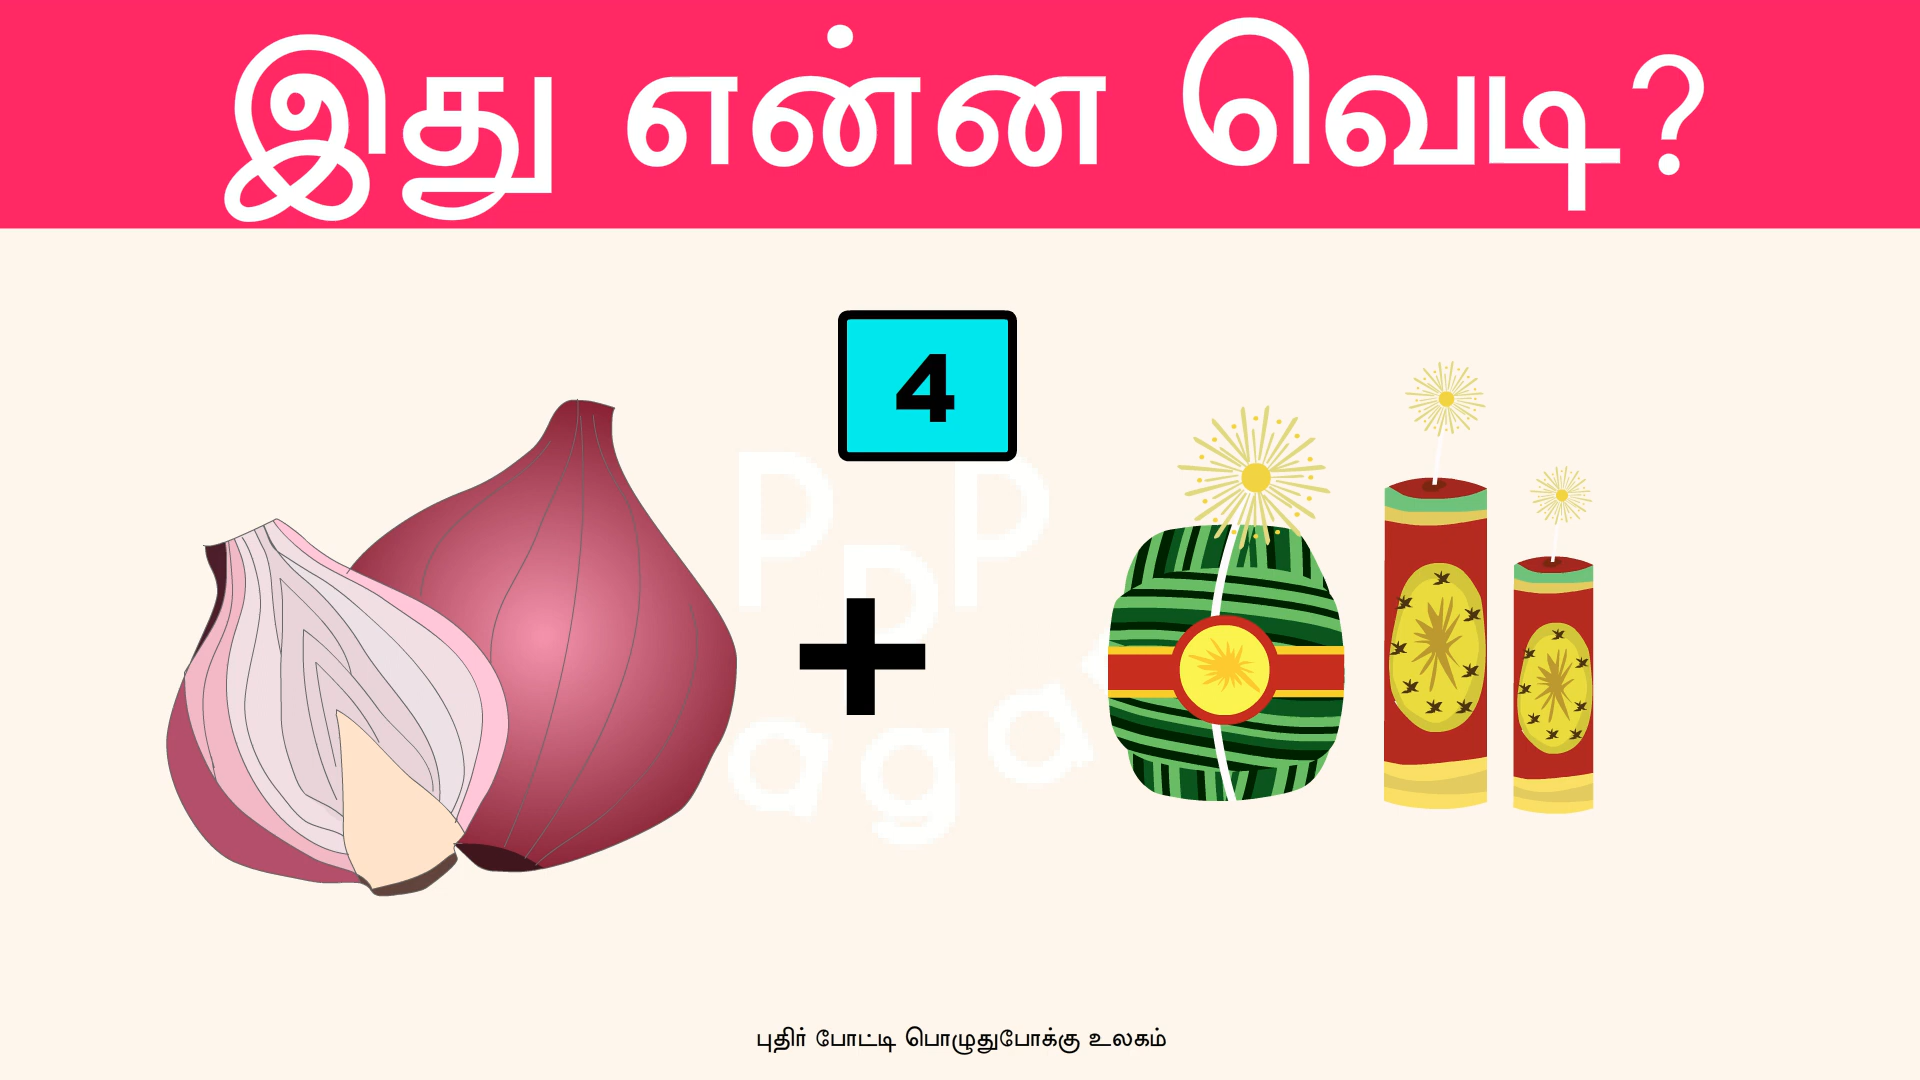 இது என்ன வெடி?
4
P P
P
a g a
+
புதிர் போட்டி பொழுதுபோக்கு உலகம்